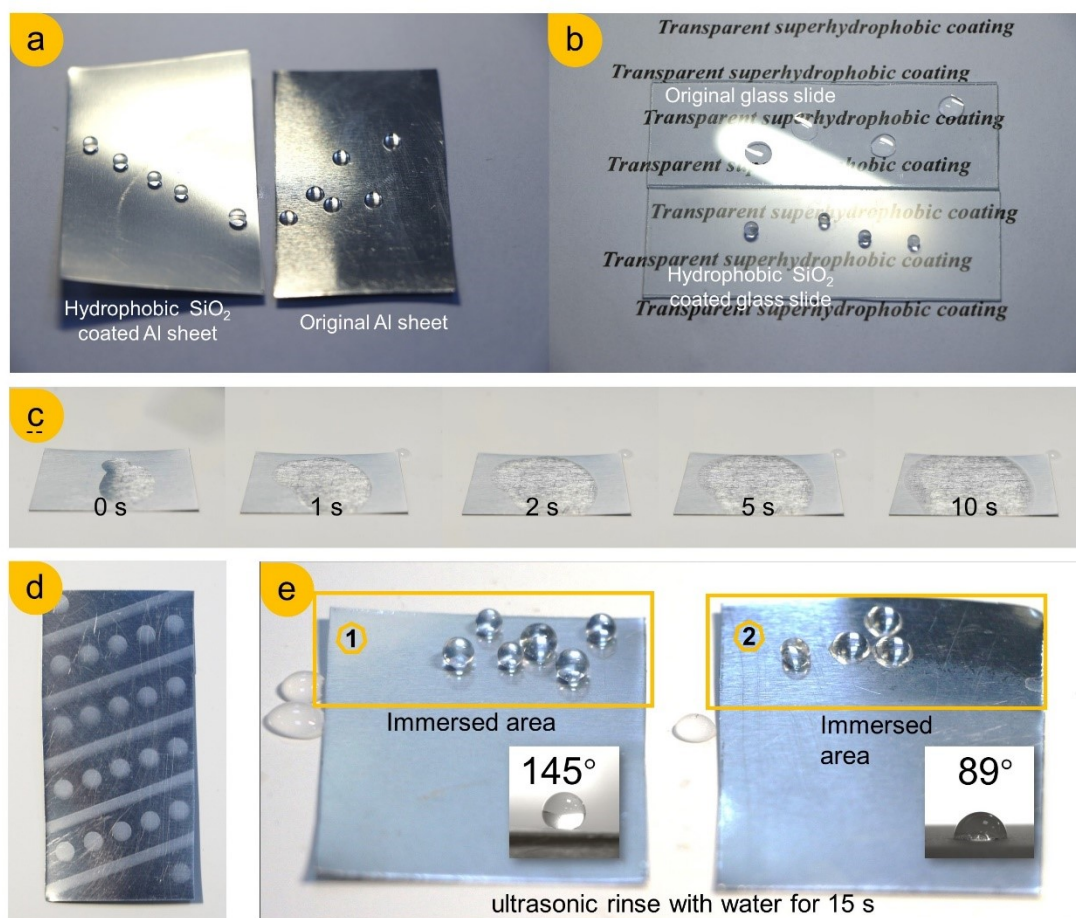 a
Hydrophobic SiO₂
coated Al sheet
Original Al sheet
b
Transparent superhydrophobic coating
Transparent superhydrophobic coating
Original glass slide
Transparent superhydrophobic coating
Transparent superhydrophobic coating
Transparent superhydrophobic coating
Transparent superhydrophobic coating
Hydrophobic SiO₂
coated glass slide
Transparent superhydrophobic coating
c
0 s
1 s
2 s
5 s
10 s
d
e
1
Immersed area
145°
2
Immersed
area
89°
ultrasonic rinse with water for 15 s